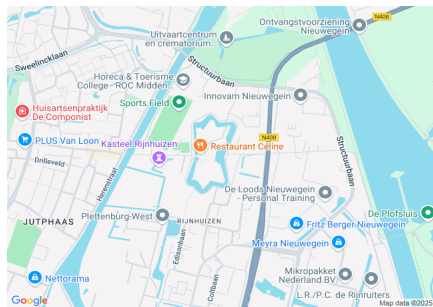 Ontvangstvoorziening
Nieuwegein
N408
Uitvaartcentrum
en crematorium...
Sweelincklaan
Structuurbaan
Horeca & Toerisme
College - ROC Midden...
Innovam Nieuwegein
Sports Field
Huisartsenpraktijk
De Componist
PLUS Van Loon
Kasteel Rijnhuizen
Restaurant Céline
N408
Structuurbaan
Drilleveld
Herenstraat
De Loods Nieuwegein
- Personal Training
De Plofsluis
JUTPHAAS
Plettenburg-West
RIJNHUIZEN
Fritz Berger-Nieuwegein
Edisonbaan
Meyra Nieuwegein
Coltbaan
Nettorama
Mikropakket
Nederland BV
L.R./P.C. de Rijnruiters
Google
Map data ©2025